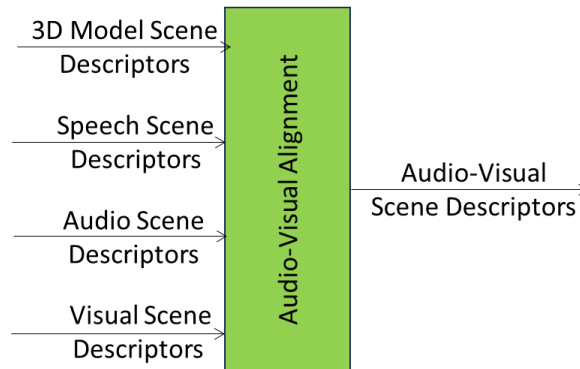 3D Model Scene
Descriptors
Speech Scene
Descriptors
Audio Scene
Descriptors
Visual Scene
Descriptors
Audio-Visual Alignment
Audio-Visual
Scene Descriptors